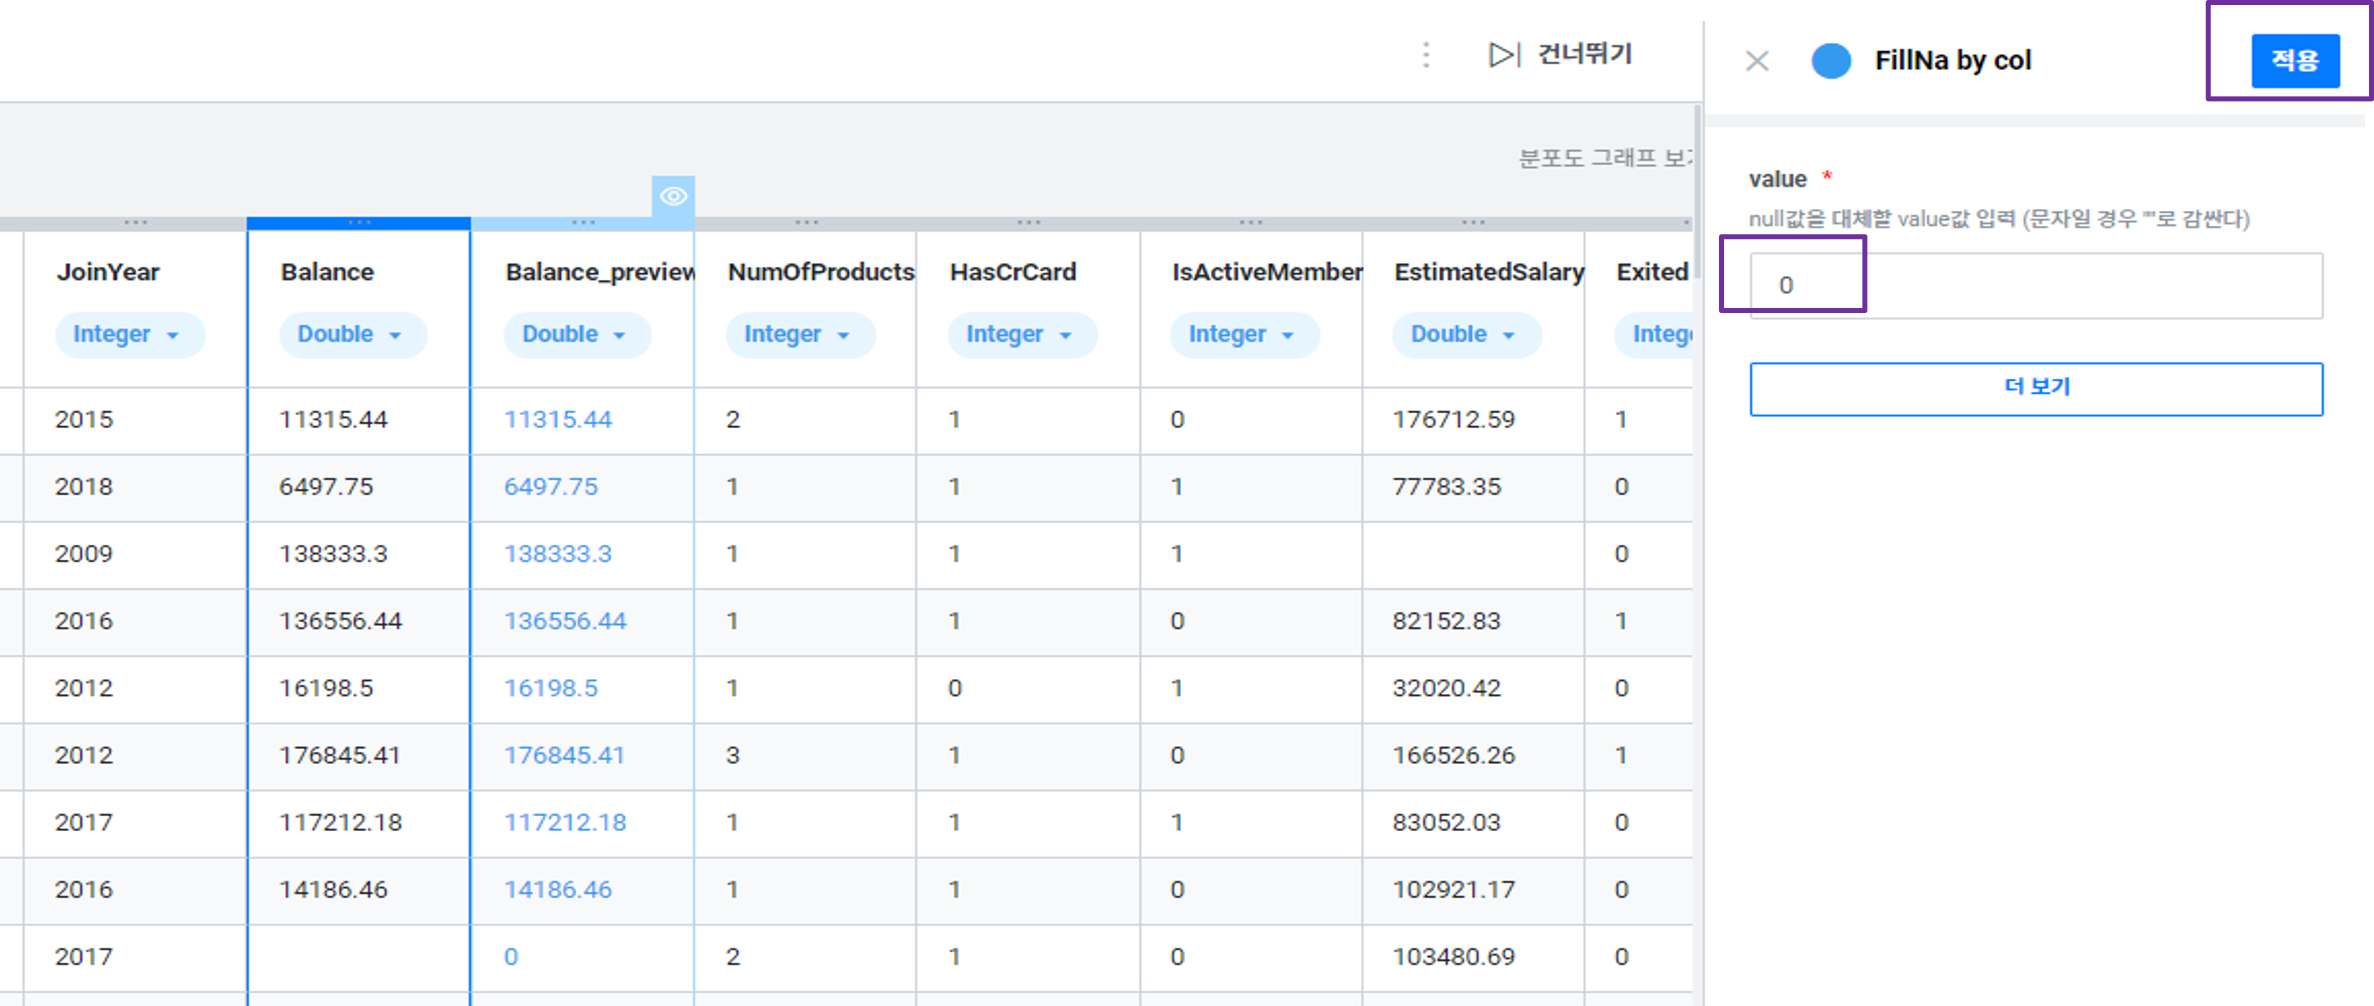 건너뛰기
FillNa by col
적용
분포도 그래프 보기
value *
null값을 대체할 value값 입력 (문자일 경우 ""로 감싼다)
0
더 보기
JoinYear Balance Balance_preview NumOfProducts HasCrCard IsActiveMember EstimatedSalary Exited
Integer Double Double Integer Integer Integer Double Integ
2015 11315.44 11315.44 2 1 0 176712.59 1
2018 6497.75 6497.75 1 1 1 77783.35 0
2009 138333.3 138333.3 1 1 1 0
2016 136556.44 136556.44 1 1 0 82152.83 1
2012 16198.5 16198.5 1 0 1 32020.42 0
2012 176845.41 176845.41 3 1 0 166526.26 1
2017 117212.18 117212.18 1 1 1 83052.03 0
2016 14186.46 14186.46 1 1 0 102921.17 0
2017 0 2 1 0 103480.69 0